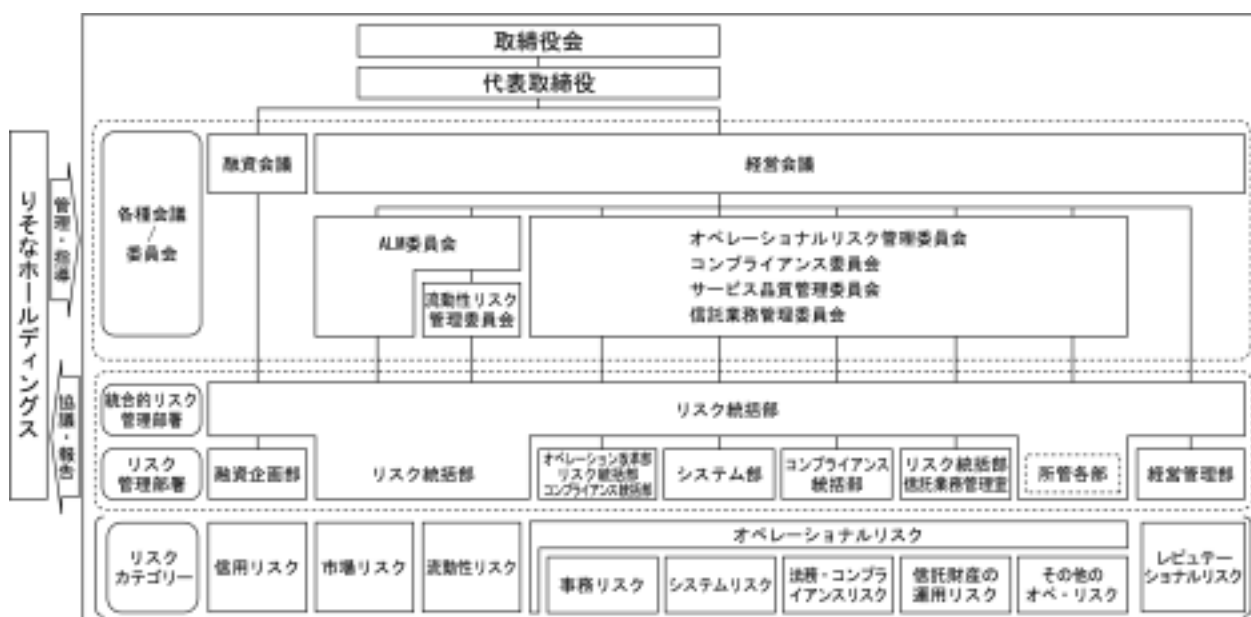 取締役会
代表取締役
りそなホールディングス
管理・指導
協議・報告
各種会議
/
委員会
融資会議
経営会議
ALM委員会
流動性リスク
管理委員会
オペレーショナルリスク管理委員会
コンプライアンス委員会
サービス品質管理委員会
信託業務管理委員会
統合的リスク
管理部署
リスク統括部
リスク
管理部署
融資企画部
リスク統括部
オペレーション改革部
リスク統括部
コンプライアンス統括部
システム部
コンプライアンス
統括部
リスク統括部
信託業務管理室
所管各部
経営管理部
リスク
カテゴリー
信用リスク
市場リスク
流動性リスク
オペレーショナルリスク
事務リスク
システムリスク
法務・コンプラ
イアンスリスク
信託財産の
運用リスク
その他の
オペ・リスク
レピュテー
ショナルリスク